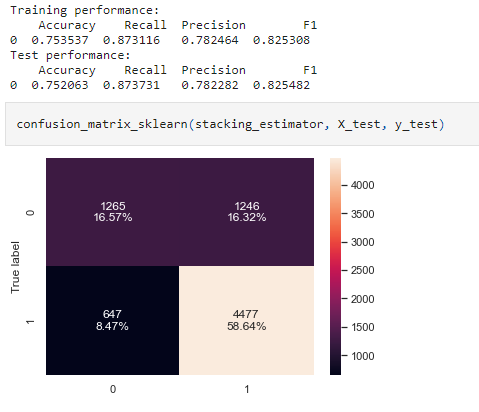 Training performance:
Accuracy Recall Precision F1
0 0.753537 0.873116 0.782464 0.825308
Test performance:
Accuracy Recall Precision F1
0 0.752063 0.873731 0.782282 0.825482
confusion_matrix_sklearn(stacking_estimator, X_test, y_test)
True label
0
1
1265
16.57%
1246
16.32%
647
8.47%
4477
58.64%
0 1
4000
3500
3000
2500
2000
1500
1000